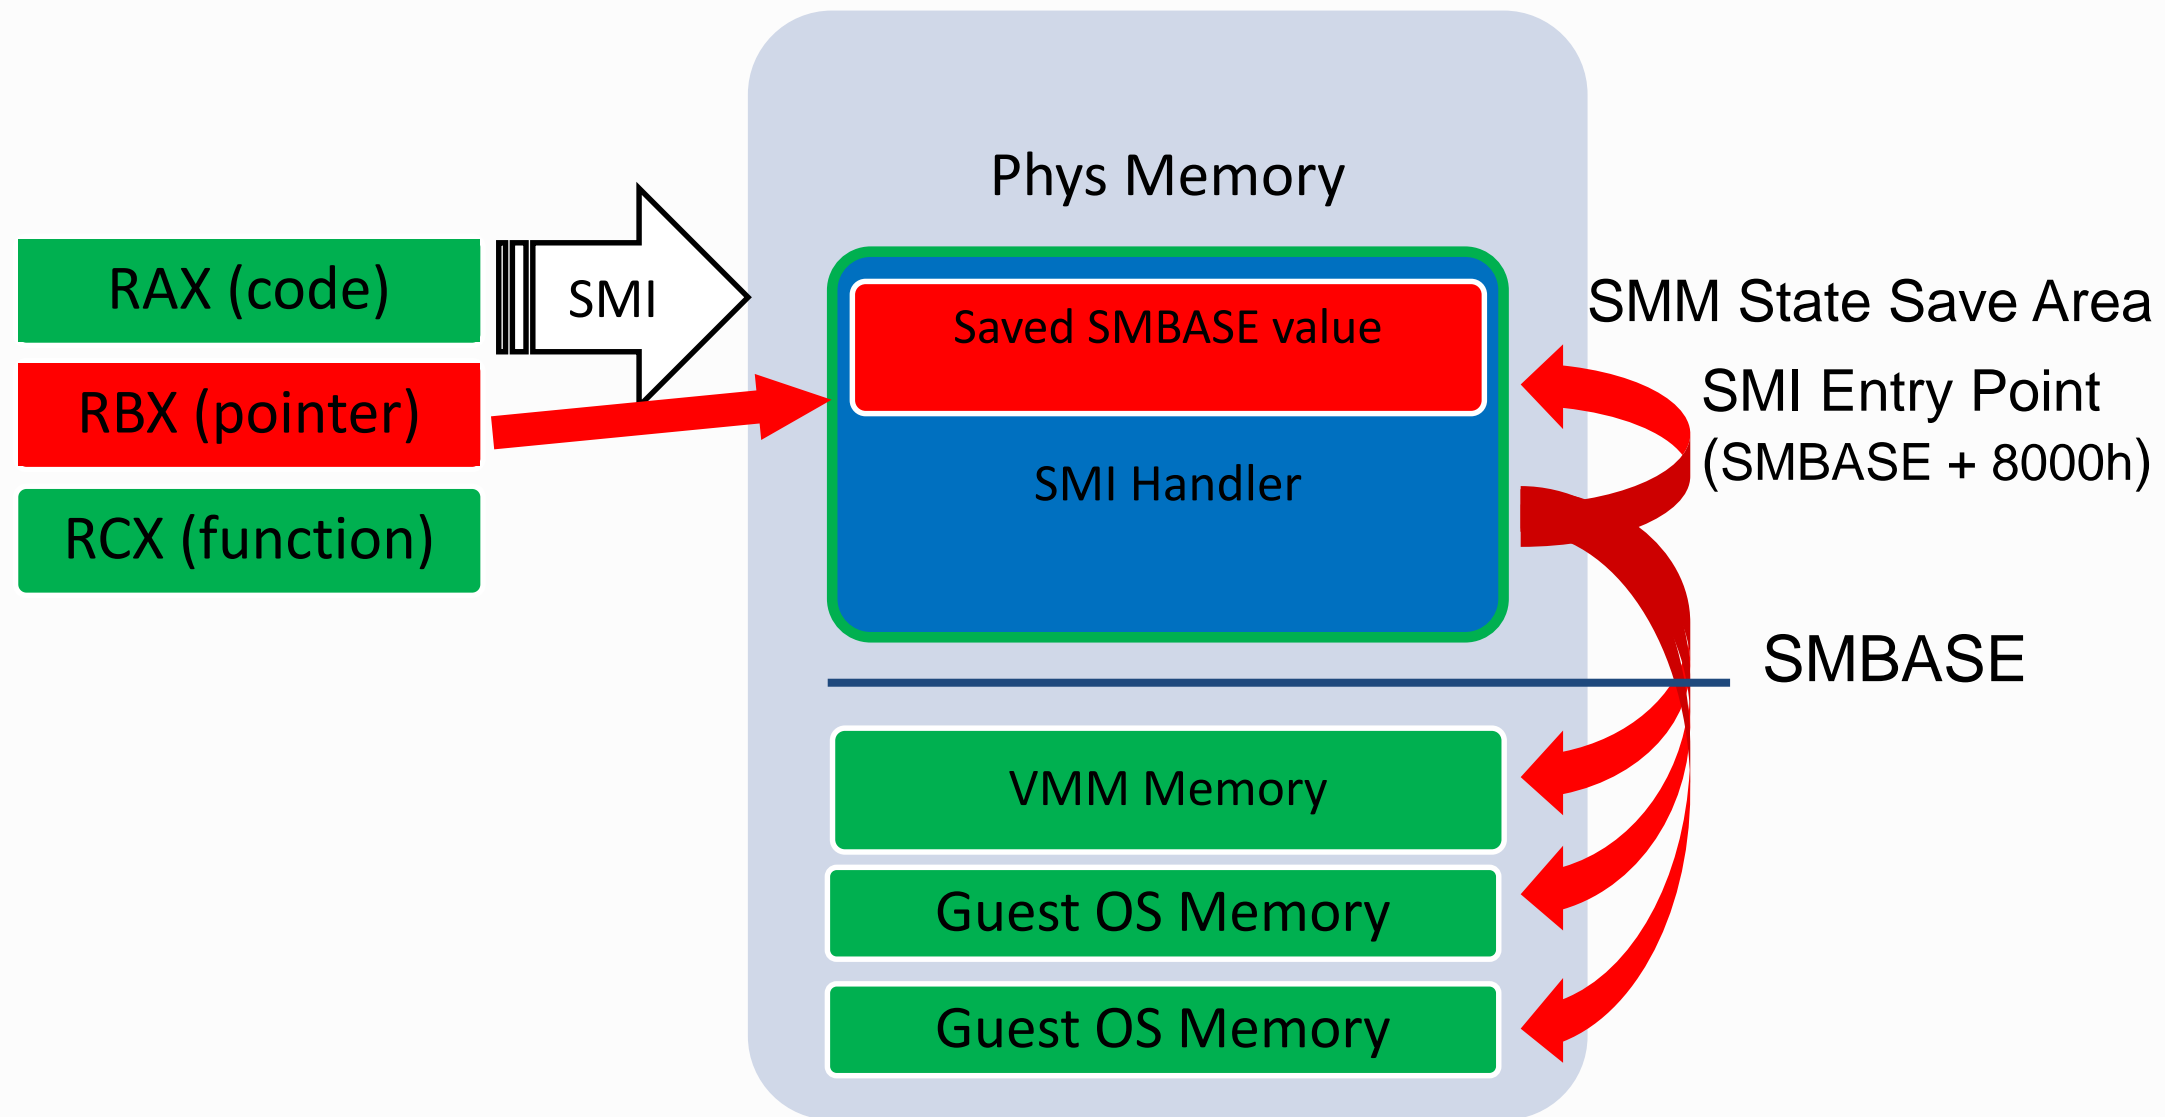 Phys Memory
RAX (code)
SMI
RBX (pointer)
RCX (function)
Saved SMBASE value
SMI Handler
SMM State Save Area
SMI Entry Point
(SMBASE + 8000h)
SMBASE
VMM Memory
Guest OS Memory
Guest OS Memory